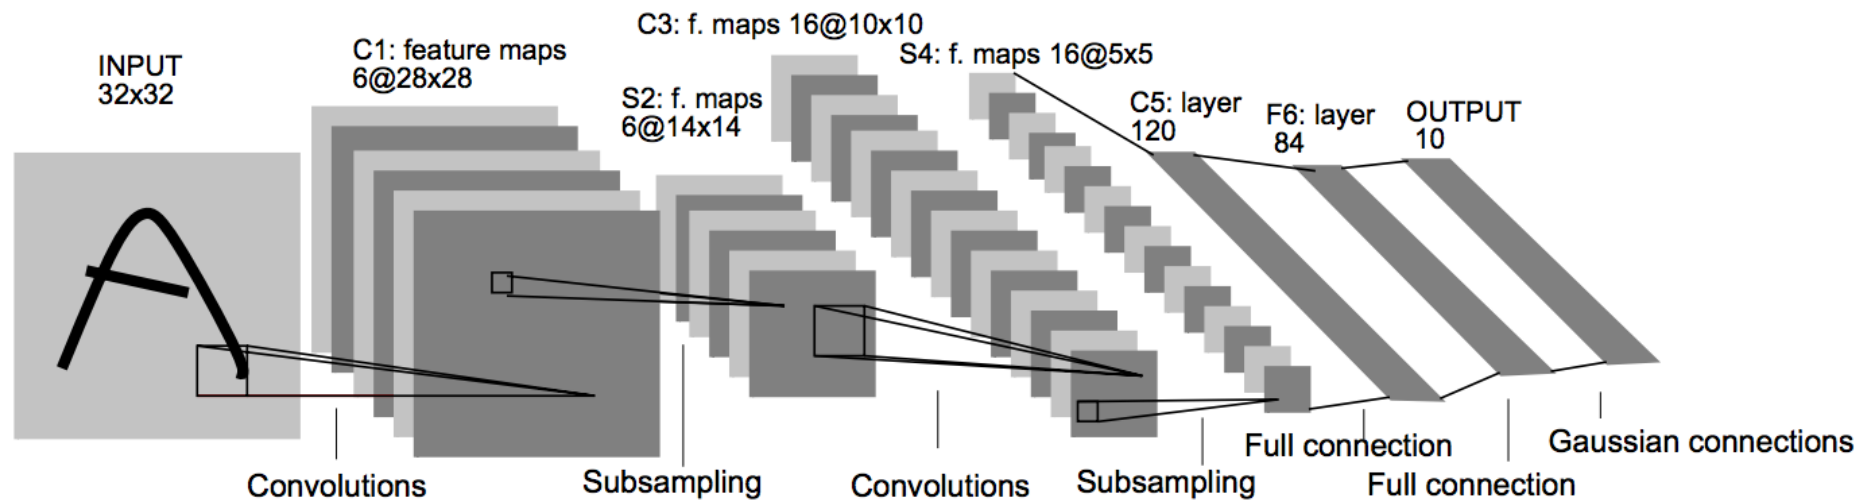 INPUT
32x32
C1: feature maps
6@28x28
S2: f. maps
6@14x14
C3: f. maps 16@10x10
S4: f. maps 16@5x5
C5: layer
120
F6: layer
84
OUTPUT
10
Convolutions
Subsampling
Convolutions
Subsampling
Full connection
Full connection
Gaussian connections